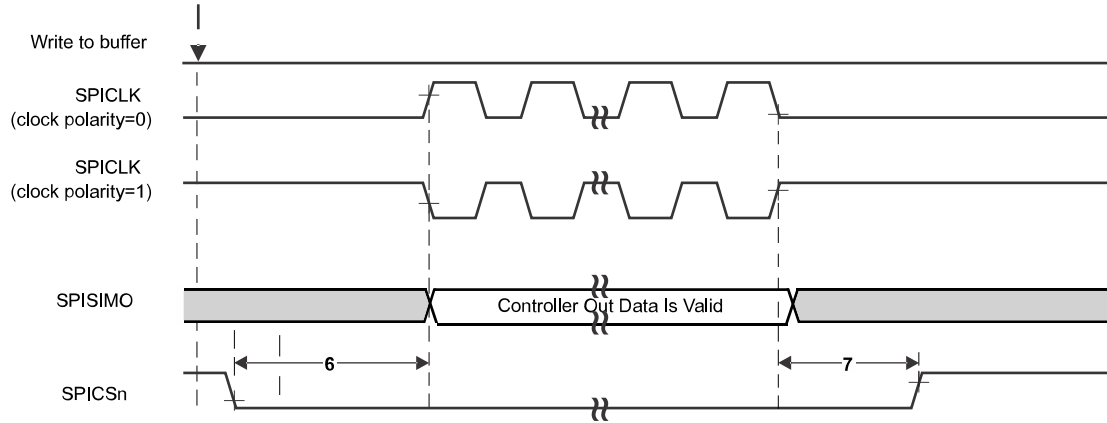 Write to buffer
SPICLK
(clock polarity=0)
SPICLK
(clock polarity=1)
SPISIMO
Controller Out Data Is Valid
6
7
SPICSn